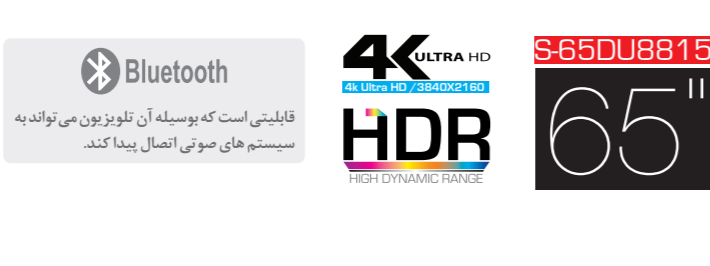 Bluetooth
قابلیتی است که بوسیله آن تلویزیون می‌تواند به
سیستم های صوتی اتصال پیدا کند.
4K ULTRA HD
4k Ultra HD /3840X2160
HDR
HIGH DYNAMIC RANGE
S-65DU8815
65"